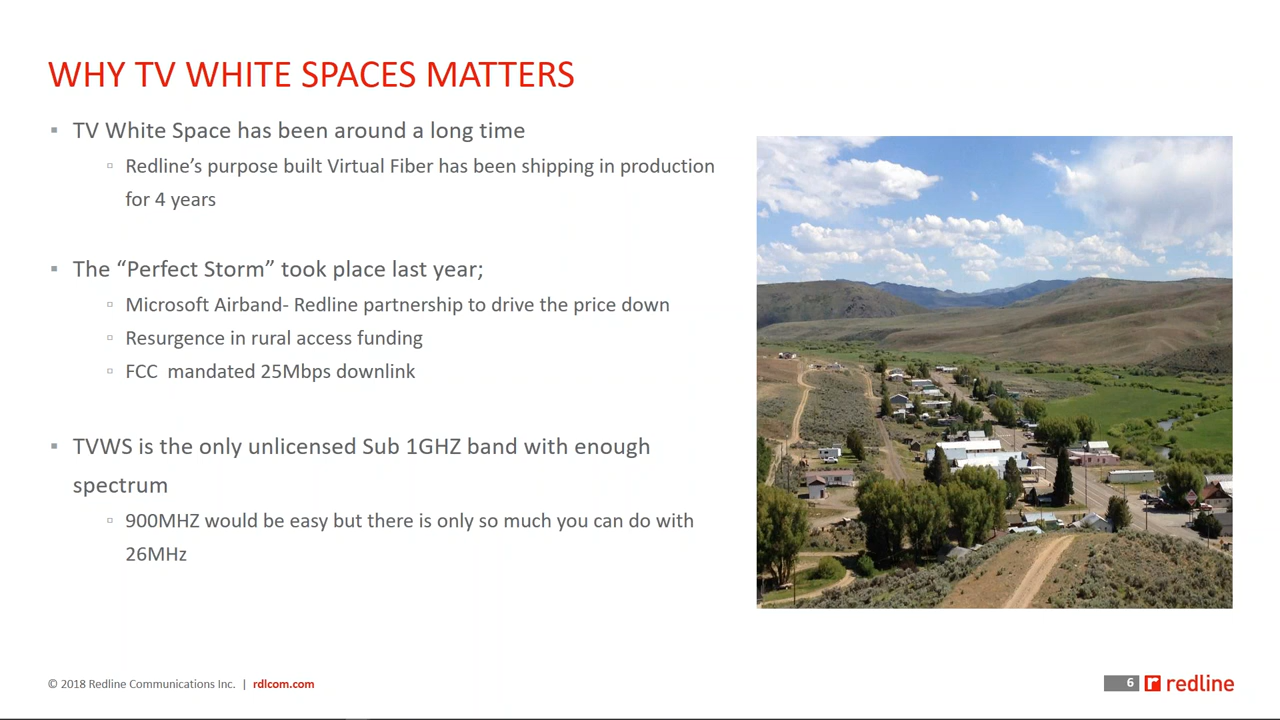 WHY TV WHITE SPACES MATTERS
TV White Space has been around a long time
Redline’s purpose built Virtual Fiber has been shipping in production
for 4 years
The “Perfect Storm” took place last year;
Microsoft Airband- Redline partnership to drive the price down
Resurgence in rural access funding
FCC  mandated 25Mbps downlink
TVWS is the only unlicensed Sub 1GHZ band with enough
spectrum
900MHZ would be easy but there is only so much you can do with
26MHz
© 2018 Redline Communications Inc. | rdlcom.com
6 redline